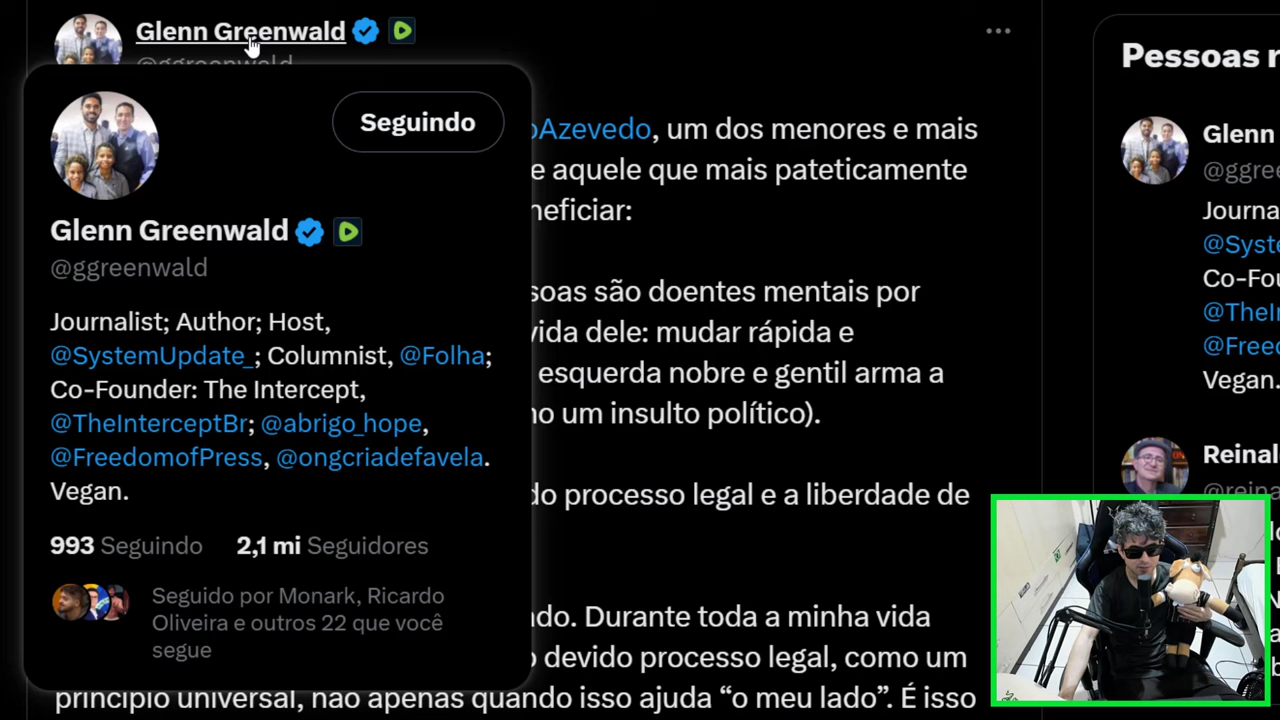 Glenn Greenwald
@ggreenwald
Seguindo
Glenn Greenwald
@ggreenwald
Journalist; Author; Host,
@SystemUpdate_; Columnist, @Folha;
Co-Founder: The Intercept,
@TheInterceptBr; @abrigo_hope,
@FreedomofPress, @ongcriadefavela.
Vegan.
993 Seguindo 2,1 mi Seguidores
Seguido por Monark, Ricardo
Oliveira e outros 22 que você
segue
oAzevedo, um dos menores e mais
e aquele que mais pateticamente
neficiar:
soas são doentes mentais por
vida dele: mudar rápida e
esquerda nobre e gentil arma a
no um insulto político).
do processo legal e a liberdade de
ndo. Durante toda a minha vida
o devido processo legal, como um
princípio universal, não apenas quando isso ajuda “o meu lado”. É isso
Pessoas r
Glenn
@ggree
Journa
@Syste
Co-Fou
@TheIn
@Freed
Vegan.
Reinal
@reina